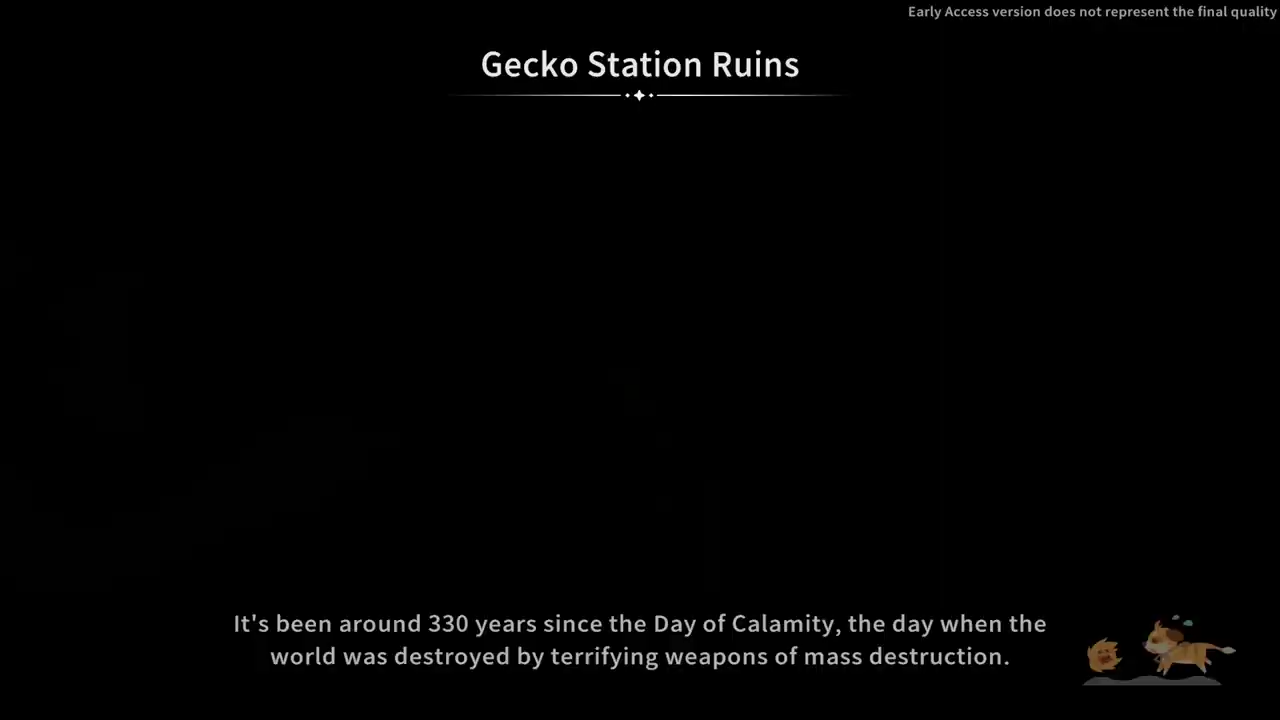 Early Access version does not represent the final quality
Gecko Station Ruins
It's been around 330 years since the Day of Calamity, the day when the
world was destroyed by terrifying weapons of mass destruction.